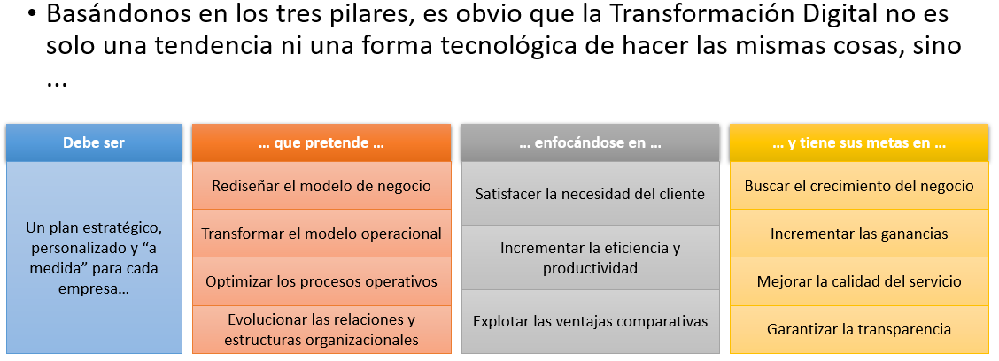 • Basándonos en los tres pilares, es obvio que la Transformación Digital no es
solo una tendencia ni una forma tecnológica de hacer las mismas cosas, sino
...
Debe ser
Un plan estratégico,
personalizado y “a
medida” para cada
empresa…
… que pretende …
Rediseñar el modelo de negocio
Transformar el modelo operacional
Optimizar los procesos operativos
Evolucionar las relaciones y
estructuras organizacionales
… enfocándose en …
Satisfacer la necesidad del cliente
Incrementar la eficiencia y
productividad
Explotar las ventajas comparativas
… y tiene sus metas en …
Buscar el crecimiento del negocio
Incrementar las ganancias
Mejorar la calidad del servicio
Garantizar la transparencia